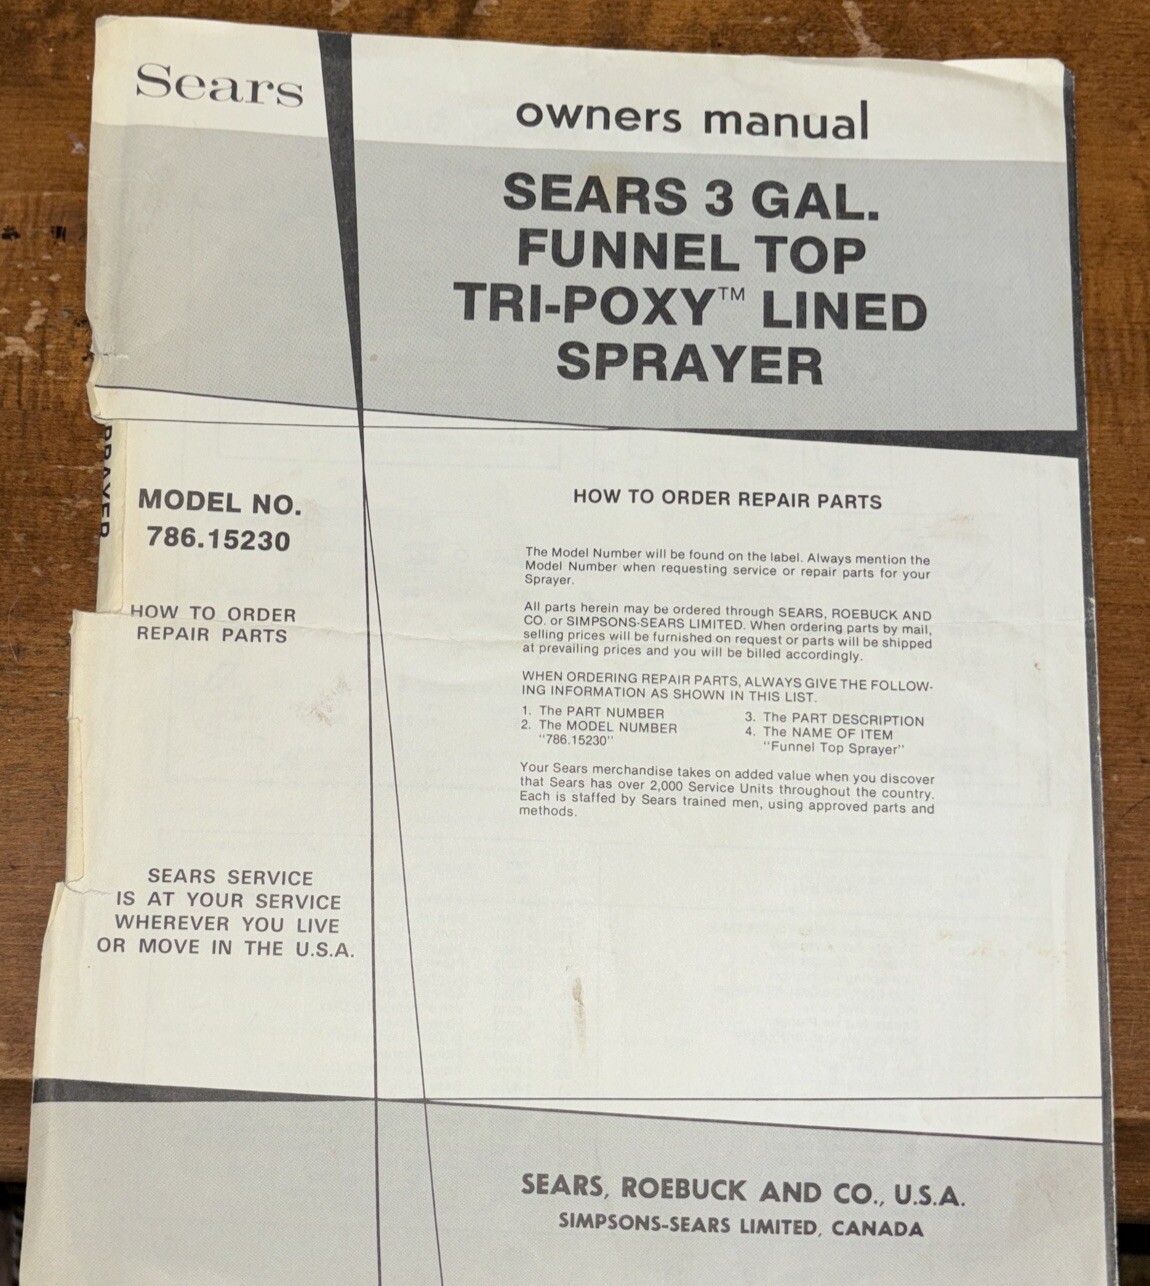 Sears
owners manual
SEARS 3 GAL.
FUNNEL TOP
TRI-POXY™ LINED
SPRAYER
MODEL NO.
786.15230
HOW TO ORDER
REPAIR PARTS
SEARS SERVICE
IS AT YOUR SERVICE
WHEREVER YOU LIVE
OR MOVE IN THE U.S.A.
HOW TO ORDER REPAIR PARTS
The Model Number will be found on the label. Always mention the
Model Number when requesting service or repair parts for your
Sprayer.
All parts herein may be ordered through SEARS, ROEBUCK AND
CO. or SIMPSONS-SEARS LIMITED. When ordering parts by mail,
selling prices will be furnished on request or parts will be shipped
at prevailing prices and you will be billed accordingly.
WHEN ORDERING REPAIR PARTS, ALWAYS GIVE THE FOLLOW-
ING INFORMATION AS SHOWN IN THIS LIST.
1. The PART NUMBER
2. The MODEL NUMBER
"786.15230"
3. The PART DESCRIPTION
4. The NAME OF ITEM
"Funnel Top Sprayer"
Your Sears merchandise takes on added value when you discover
that Sears has over 2,000 Service Units throughout the country.
Each is staffed by Sears trained men, using approved parts and
methods.
SEARS, ROEBUCK AND CO., U.S.A.
SIMPSONS-SEARS LIMITED, CANADA